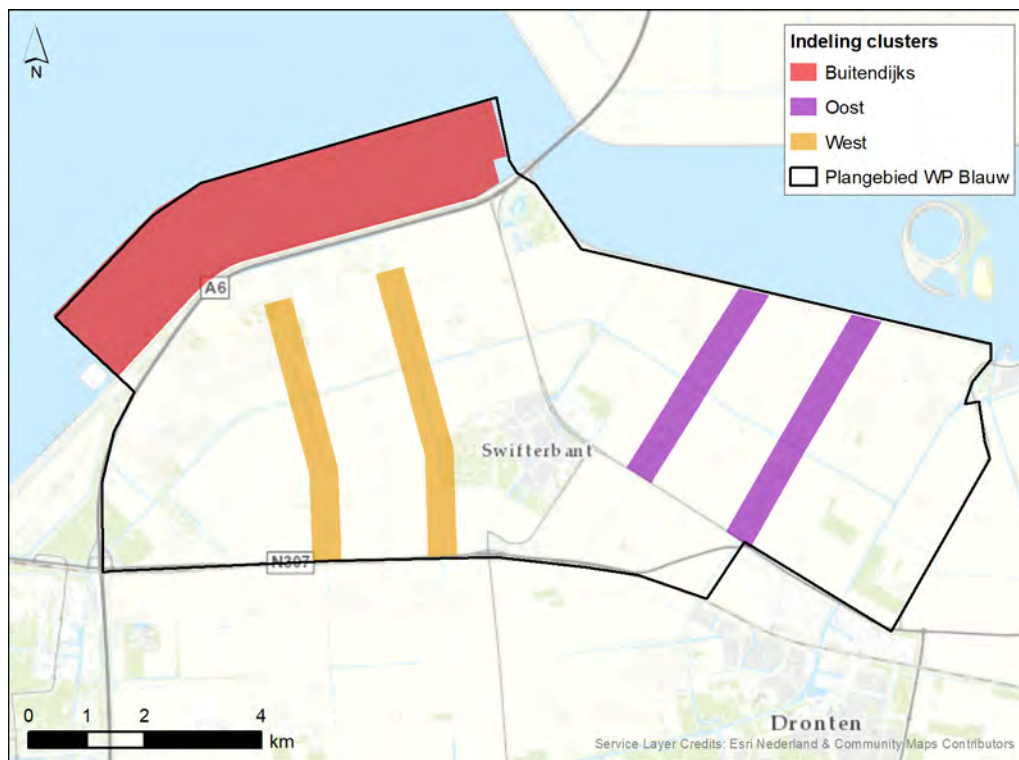 N
Indeling clusters
Buitendijks
Oost
West
Plangebied WP Blauw
A6
Swifterbant
N307
0 1 2 4
km
Dronten
Service Layer Credits: Esri Nederland & Community Maps Contributors